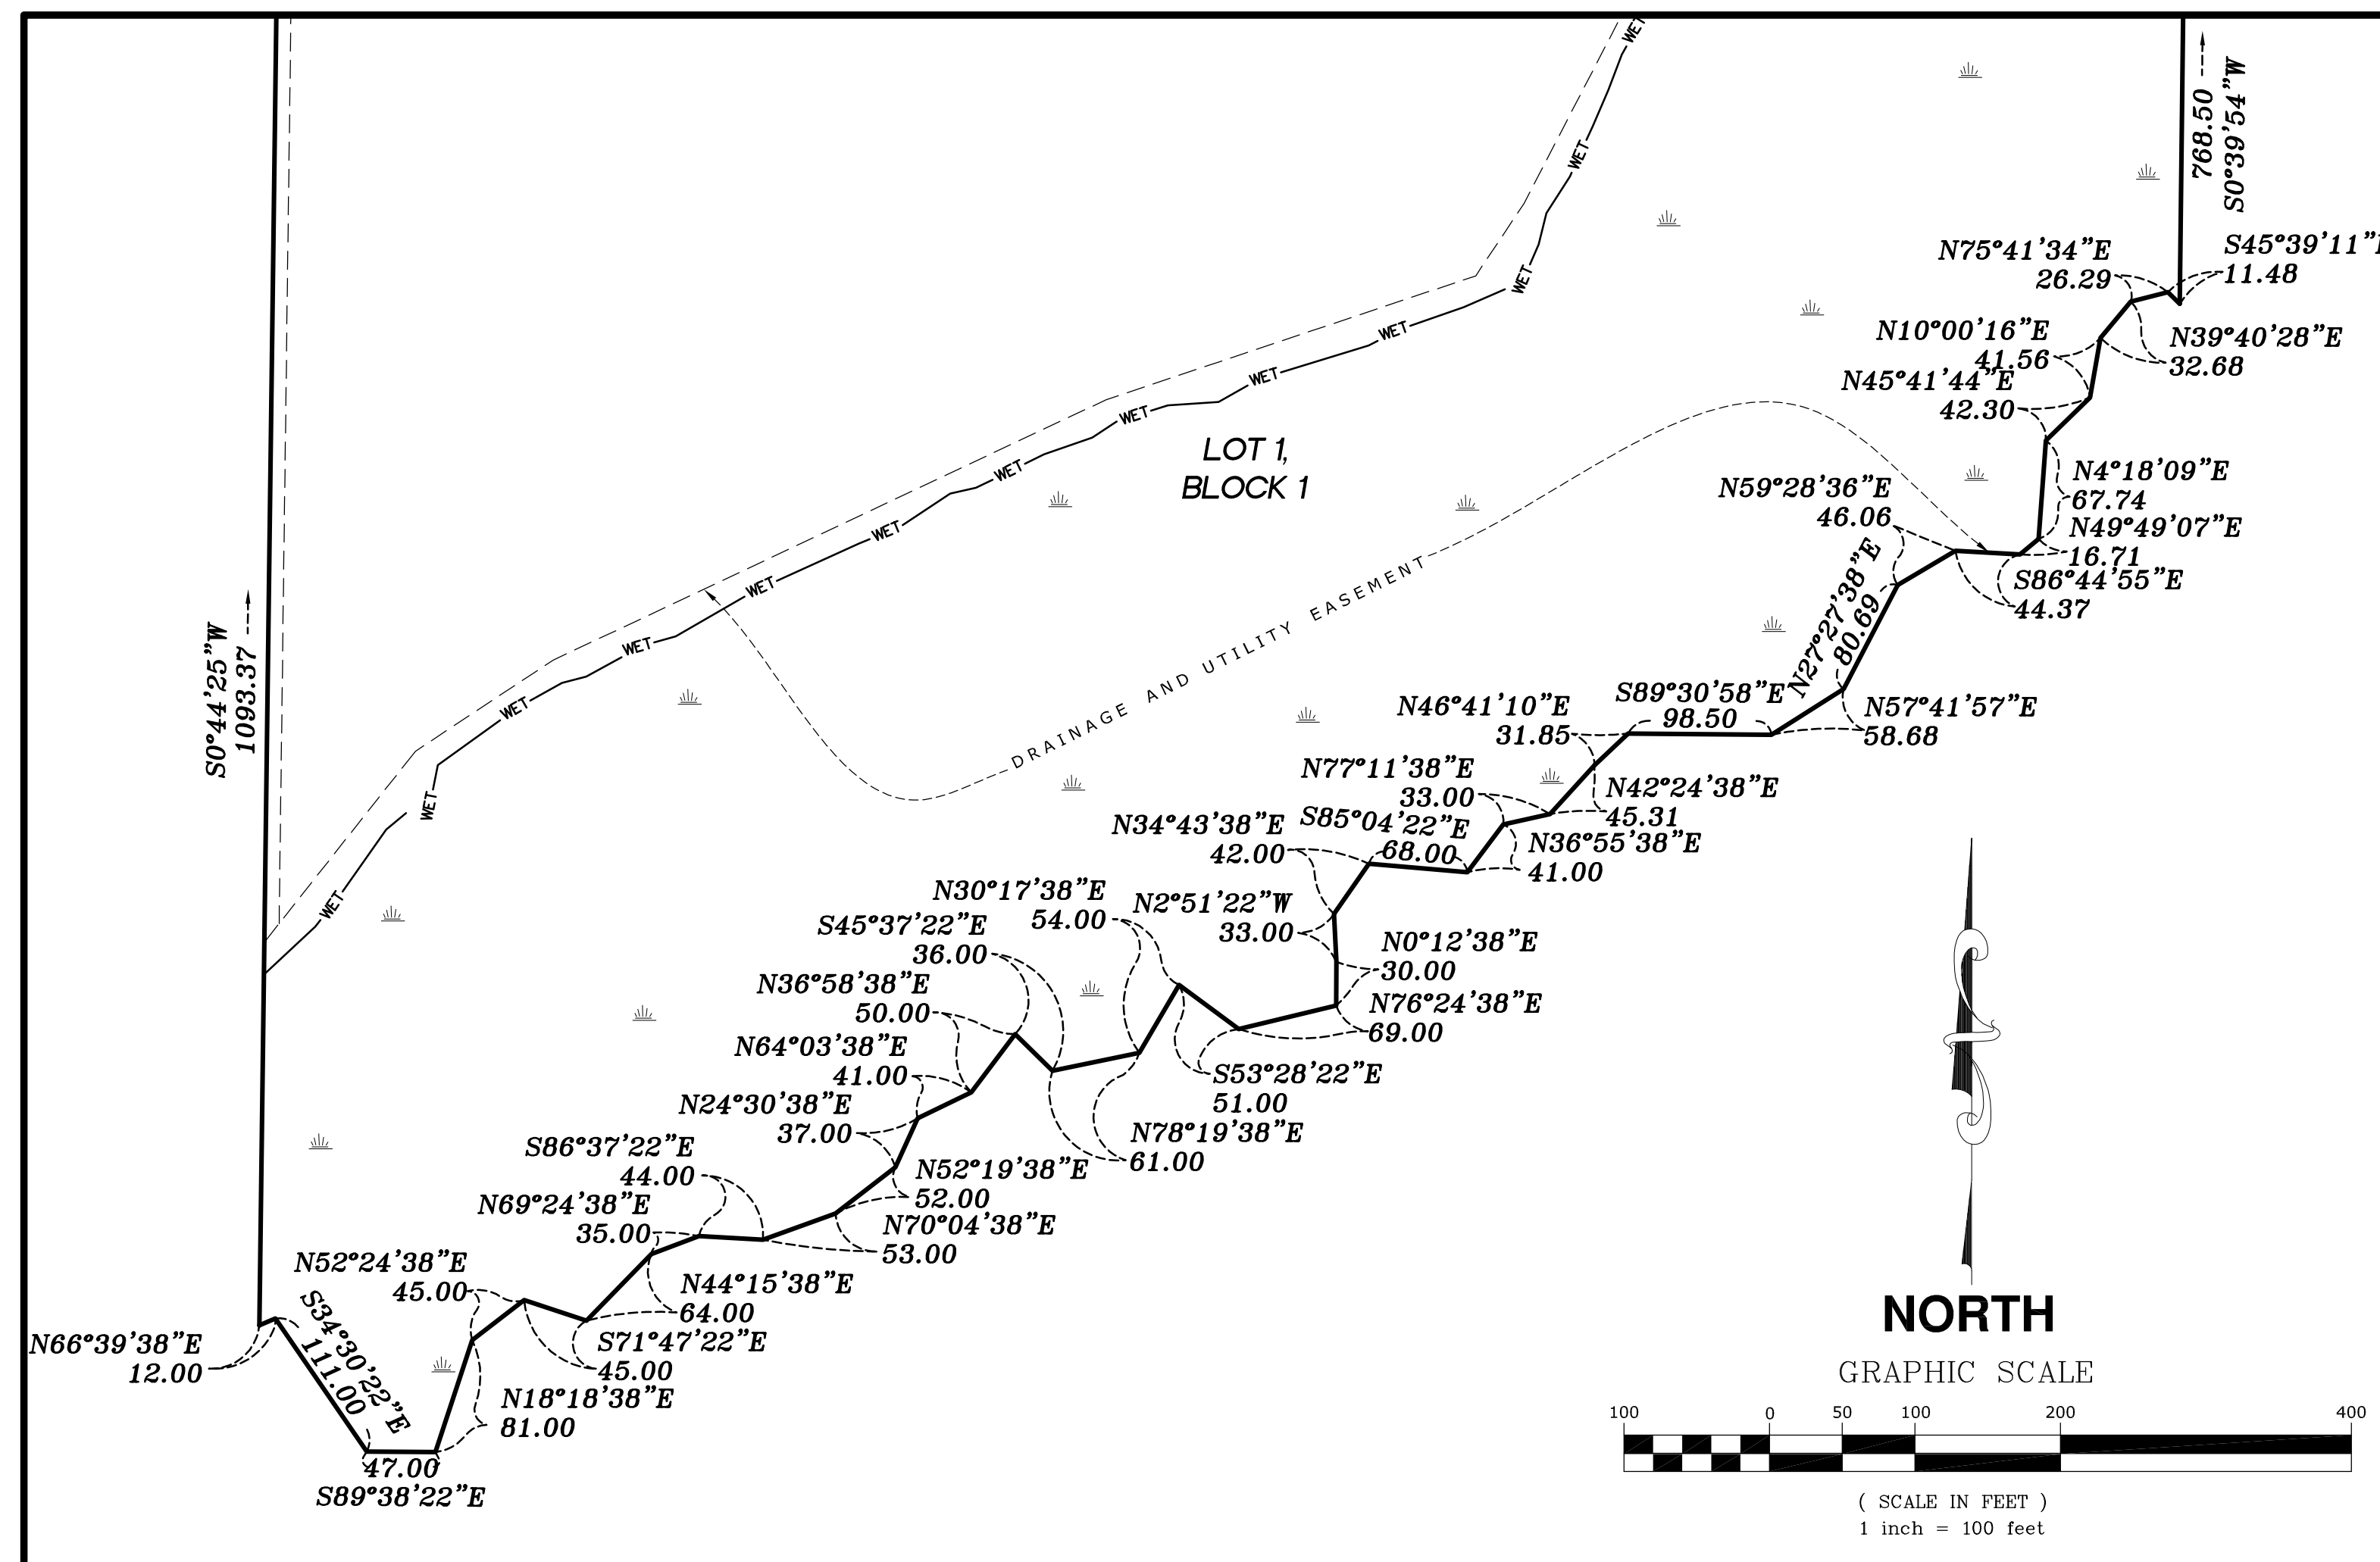 WET
768.50
S0°39'54"W
WET
S45°39'11"
11.48
N75°41'34"E
26.29
WET
N10°00'16"E
41.56
N39°40'28"E
32.68
WET
N45°41'44"E
42.30
WET
WET
LOT 1,
BLOCK 1
N4°18'09"E
67.74
WET
N59°28'36"E
46.06
N49°49'07"E
16.71
WET
S86°44'55"E
44.37
WET
N27°27'38"E
80.69
DRAINAGE AND UTILITY EASEMENT
WET
S0°44'25"W
1093.37
WET
S89°30'58"E
98.50
N46°41'10"E
31.85
N57°41'57"E
58.68
WET
N77°11'38"E
33.00
N42°24'38"E
45.31
N34°43'38"E
42.00
S85°04'22"E
68.00
N36°55'38"E
41.00
WET
N30°17'38"E
54.00
N2°51'22"W
33.00
S45°37'22"E
36.00
N0°12'38"E
30.00
N36°58'38"E
50.00
N76°24'38"E
69.00
N64°03'38"E
41.00
S53°28'22"E
51.00
N24°30'38"E
37.00
N78°19'38"E
61.00
S86°37'22"E
44.00
N52°19'38"E
52.00
N69°24'38"E
35.00
N70°04'38"E
53.00
N52°24'38"E
45.00
N44°15'38"E
64.00
N66°39'38"E
12.00
S34°30'22"E
111.00
S71°47'22"E
45.00
N18°18'38"E
81.00
47.00
S89°38'22"E
NORTH
GRAPHIC SCALE
100 0 50 100 200 400
( SCALE IN FEET )
1 inch = 100 feet